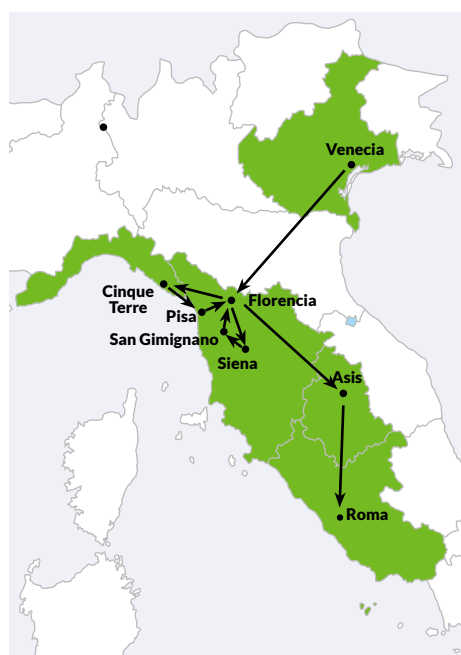 Venecia
Cinque
Terre
Florencia
Pisa
San Gimignano
Siena
Asis
Roma